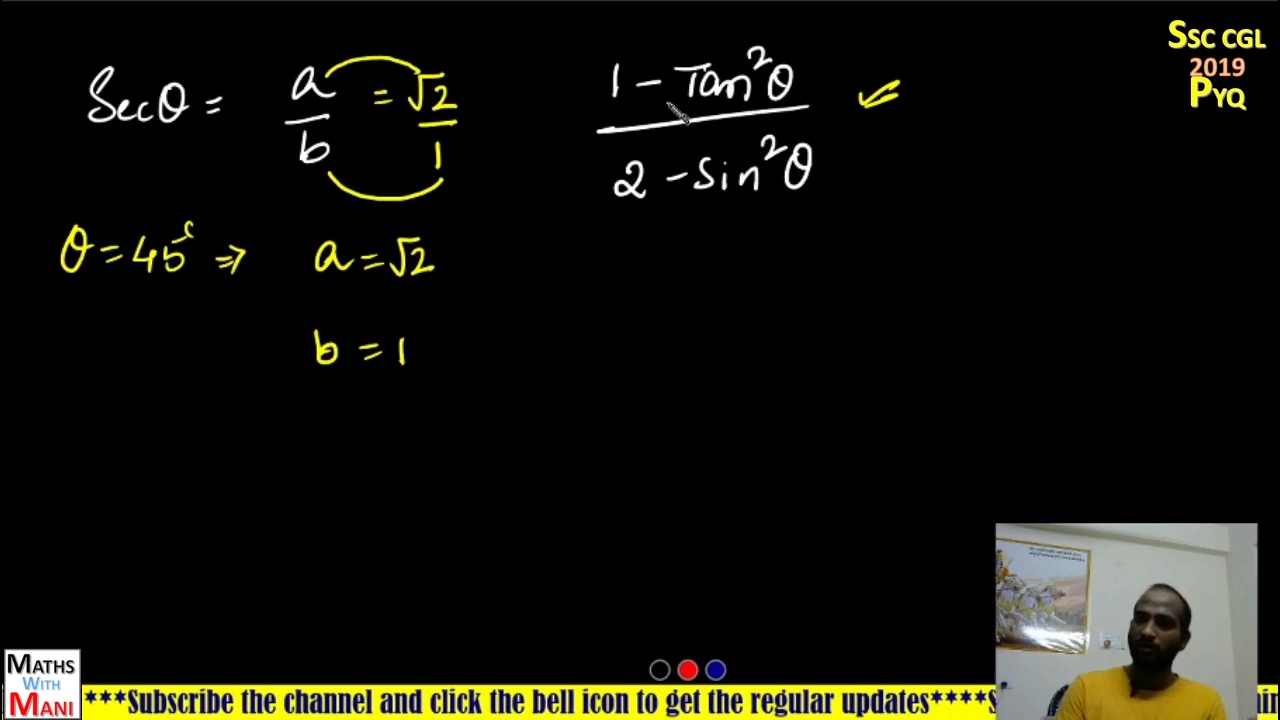 Secθ = a/b = √2/1
1 - Tan²θ / 2 - Sin²θ
θ = 45° ⇒ a = √2
b = 1
SSC CGL
2019
PYQ
MATHS
WITH
MANI
***Subscribe the channel and click the bell icon to get the regular updates****S